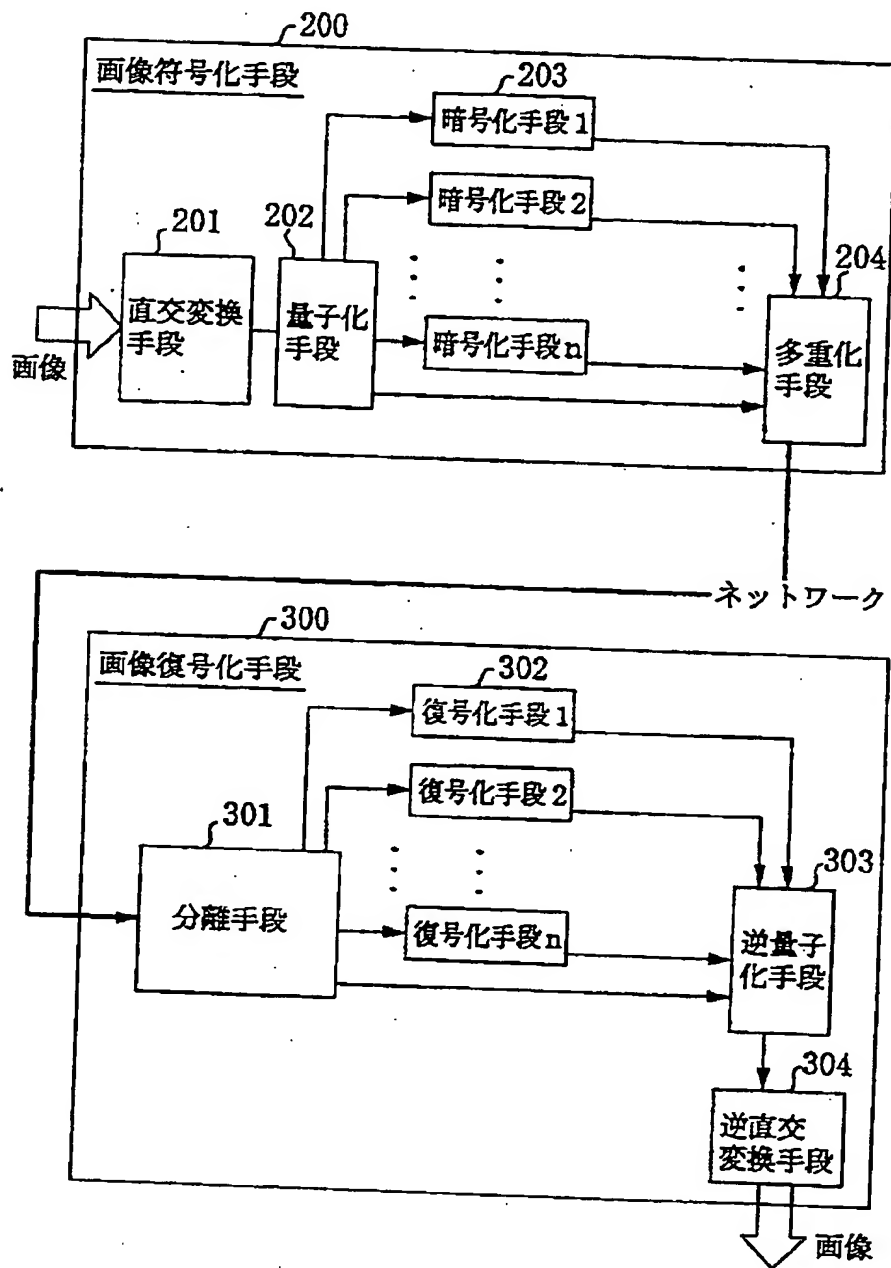 200
画像符号化手段
203
暗号化手段1
暗号化手段2
201
202
204
直交変換
手段
量子化
手段
暗号化手段n
多重化
手段
画像
ネットワーク
300
画像復号化手段
302
復号化手段1
復号化手段2
301
303
分離手段
復号化手段n
逆量子
化手段
304
逆直交
変換手段
画像